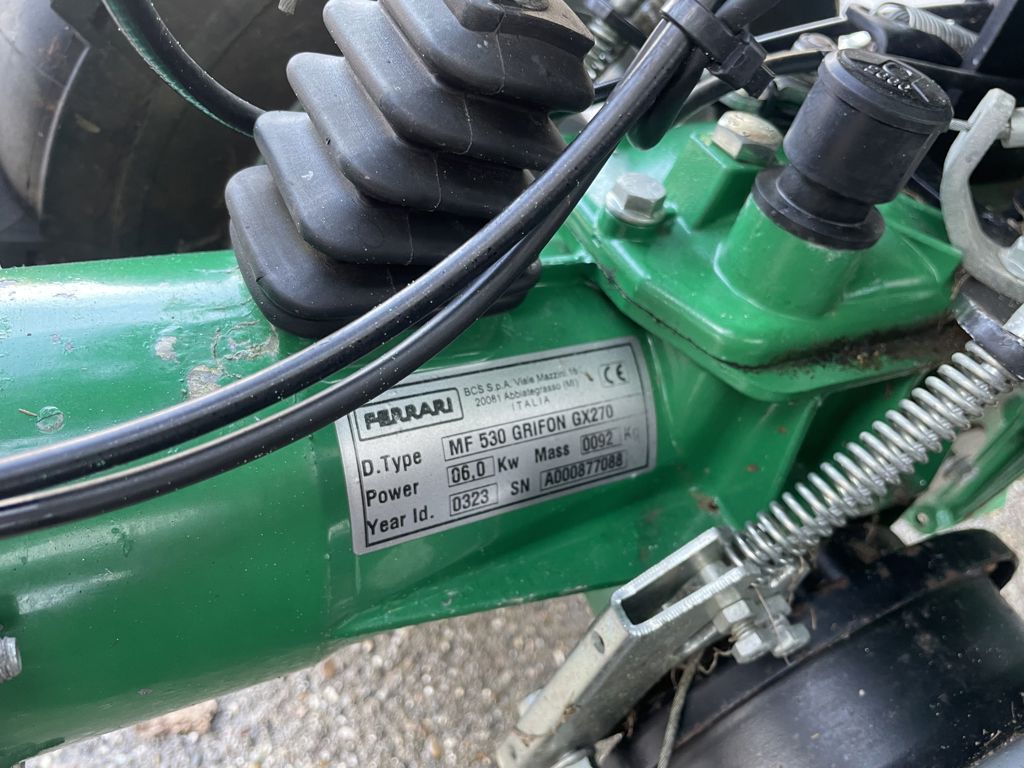 FERRARI
BCS S.p.A. Viale Mazzini 16
20081 Abbiategrasso (MI)
ITALIA
CE
D.Type MF 530 GRIFON GX270
Power 06,0 Kw Mass 0092 Kg
Year Id. 0323 SN A000877088